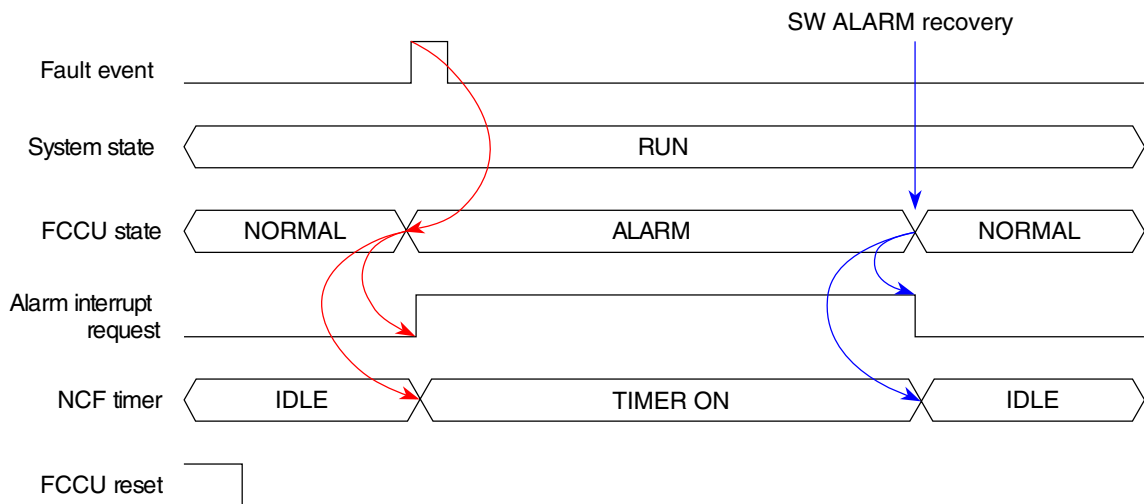 SW ALARM recovery
Fault event
System state
RUN
FCCU state
NORMAL
ALARM
NORMAL
Alarm interrupt
request
NCF timer
IDLE
TIMER ON
IDLE
FCCU reset